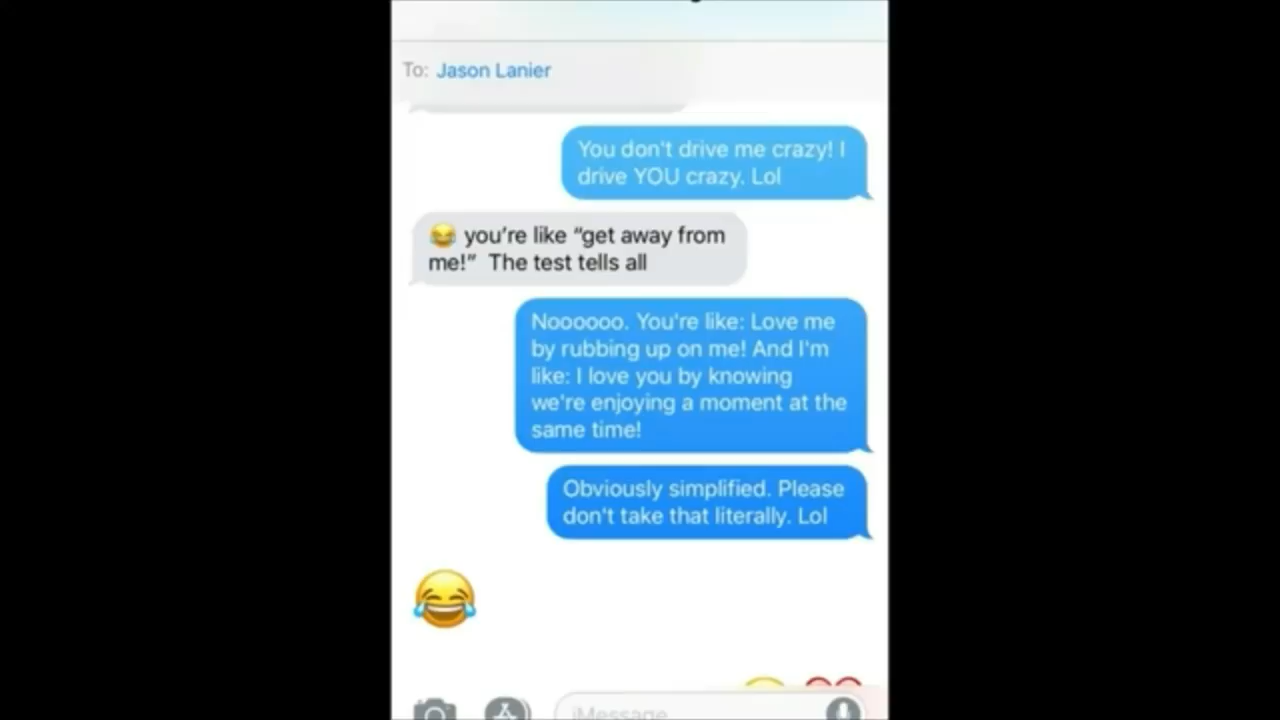 To: Jason Lanier
You don't drive me crazy! I
drive YOU crazy. Lol
😂 you’re like “get away from
me!”  The test tells all
Noooooo. You're like: Love me
by rubbing up on me! And I'm
like: I love you by knowing
we're enjoying a moment at the
same time!
Obviously simplified. Please
don't take that literally. Lol
😂
iMessage